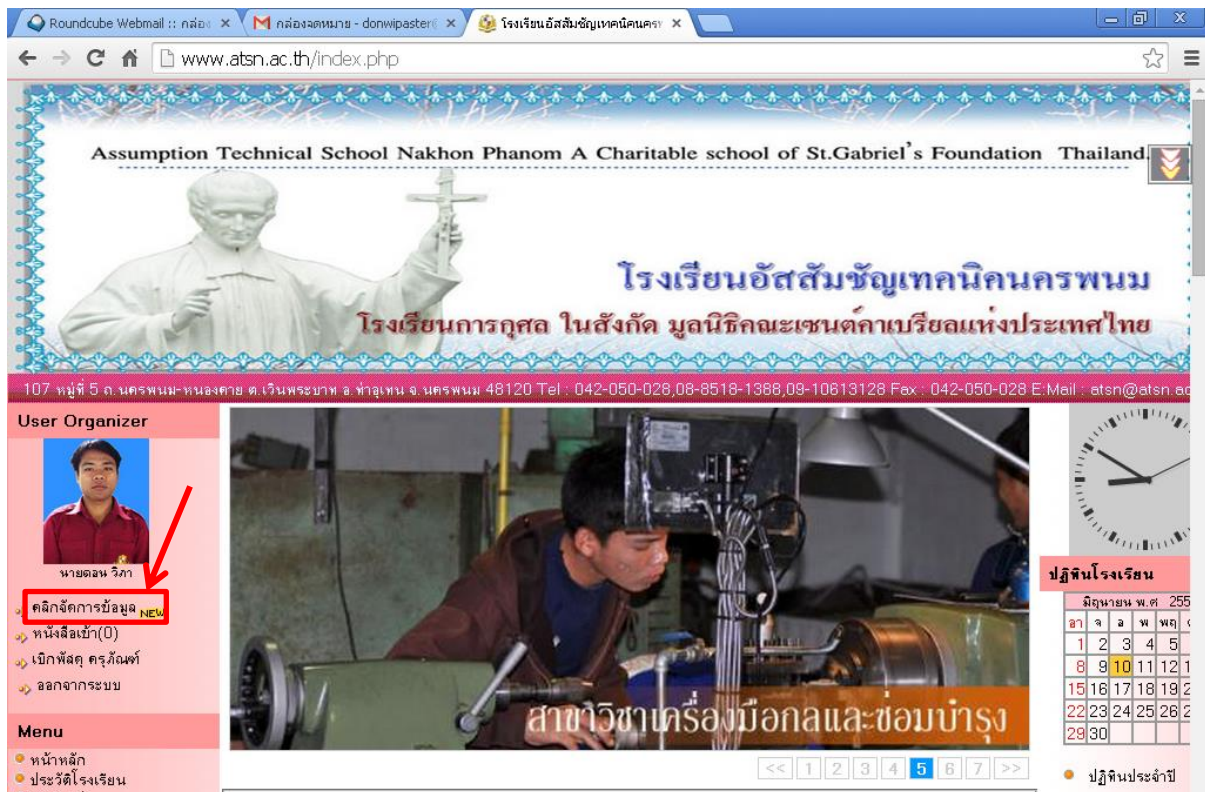 Roundcube Webmail :: กล่อง
กล่องจดหมาย - donwipaster@
โรงเรียนอัสสัมชัญเทคนิคนครพ
www.atsn.ac.th/index.php
Assumption Technical School Nakhon Phanom A Charitable school of St.Gabriel's Foundation Thailand.
โรงเรียนอัสสัมชัญเทคนิคนครพนม
โรงเรียนการกุศล ในสังกัด มูลนิธิคณะเซนต์คาเบรียลแห่งประเทศไทย
107 หมู่ที่ 5 ถ.นครพนม-หนองคาย ต.เวินพระบาท อ.ท่าอุเทน จ.นครพนม 48120 Tel : 042-050-028,08-8518-1388,09-10613128 Fax : 042-050-028 E:Mail : atsn@atsn.ac
User Organizer
นายดอน วิภา
คลิกจัดการข้อมูล NEW
หนังสือเข้า(0)
เบิกพัสดุ ครุภัณฑ์
ออกจากระบบ
Menu
หน้าหลัก
ประวัติโรงเรียน
สาขาวิชาเครื่องมือกลและซ่อมบำรุง
<< 1 2 3 4 5 6 7 >>
ปฏิทินโรงเรียน
มิถุนายน พ.ศ 255
อา จ อ พ พฤ
1 2 3 4 5
8 9 10 11 12 1
15 16 17 18 19 2
22 23 24 25 26 2
29 30
ปฏิทินประจำปี